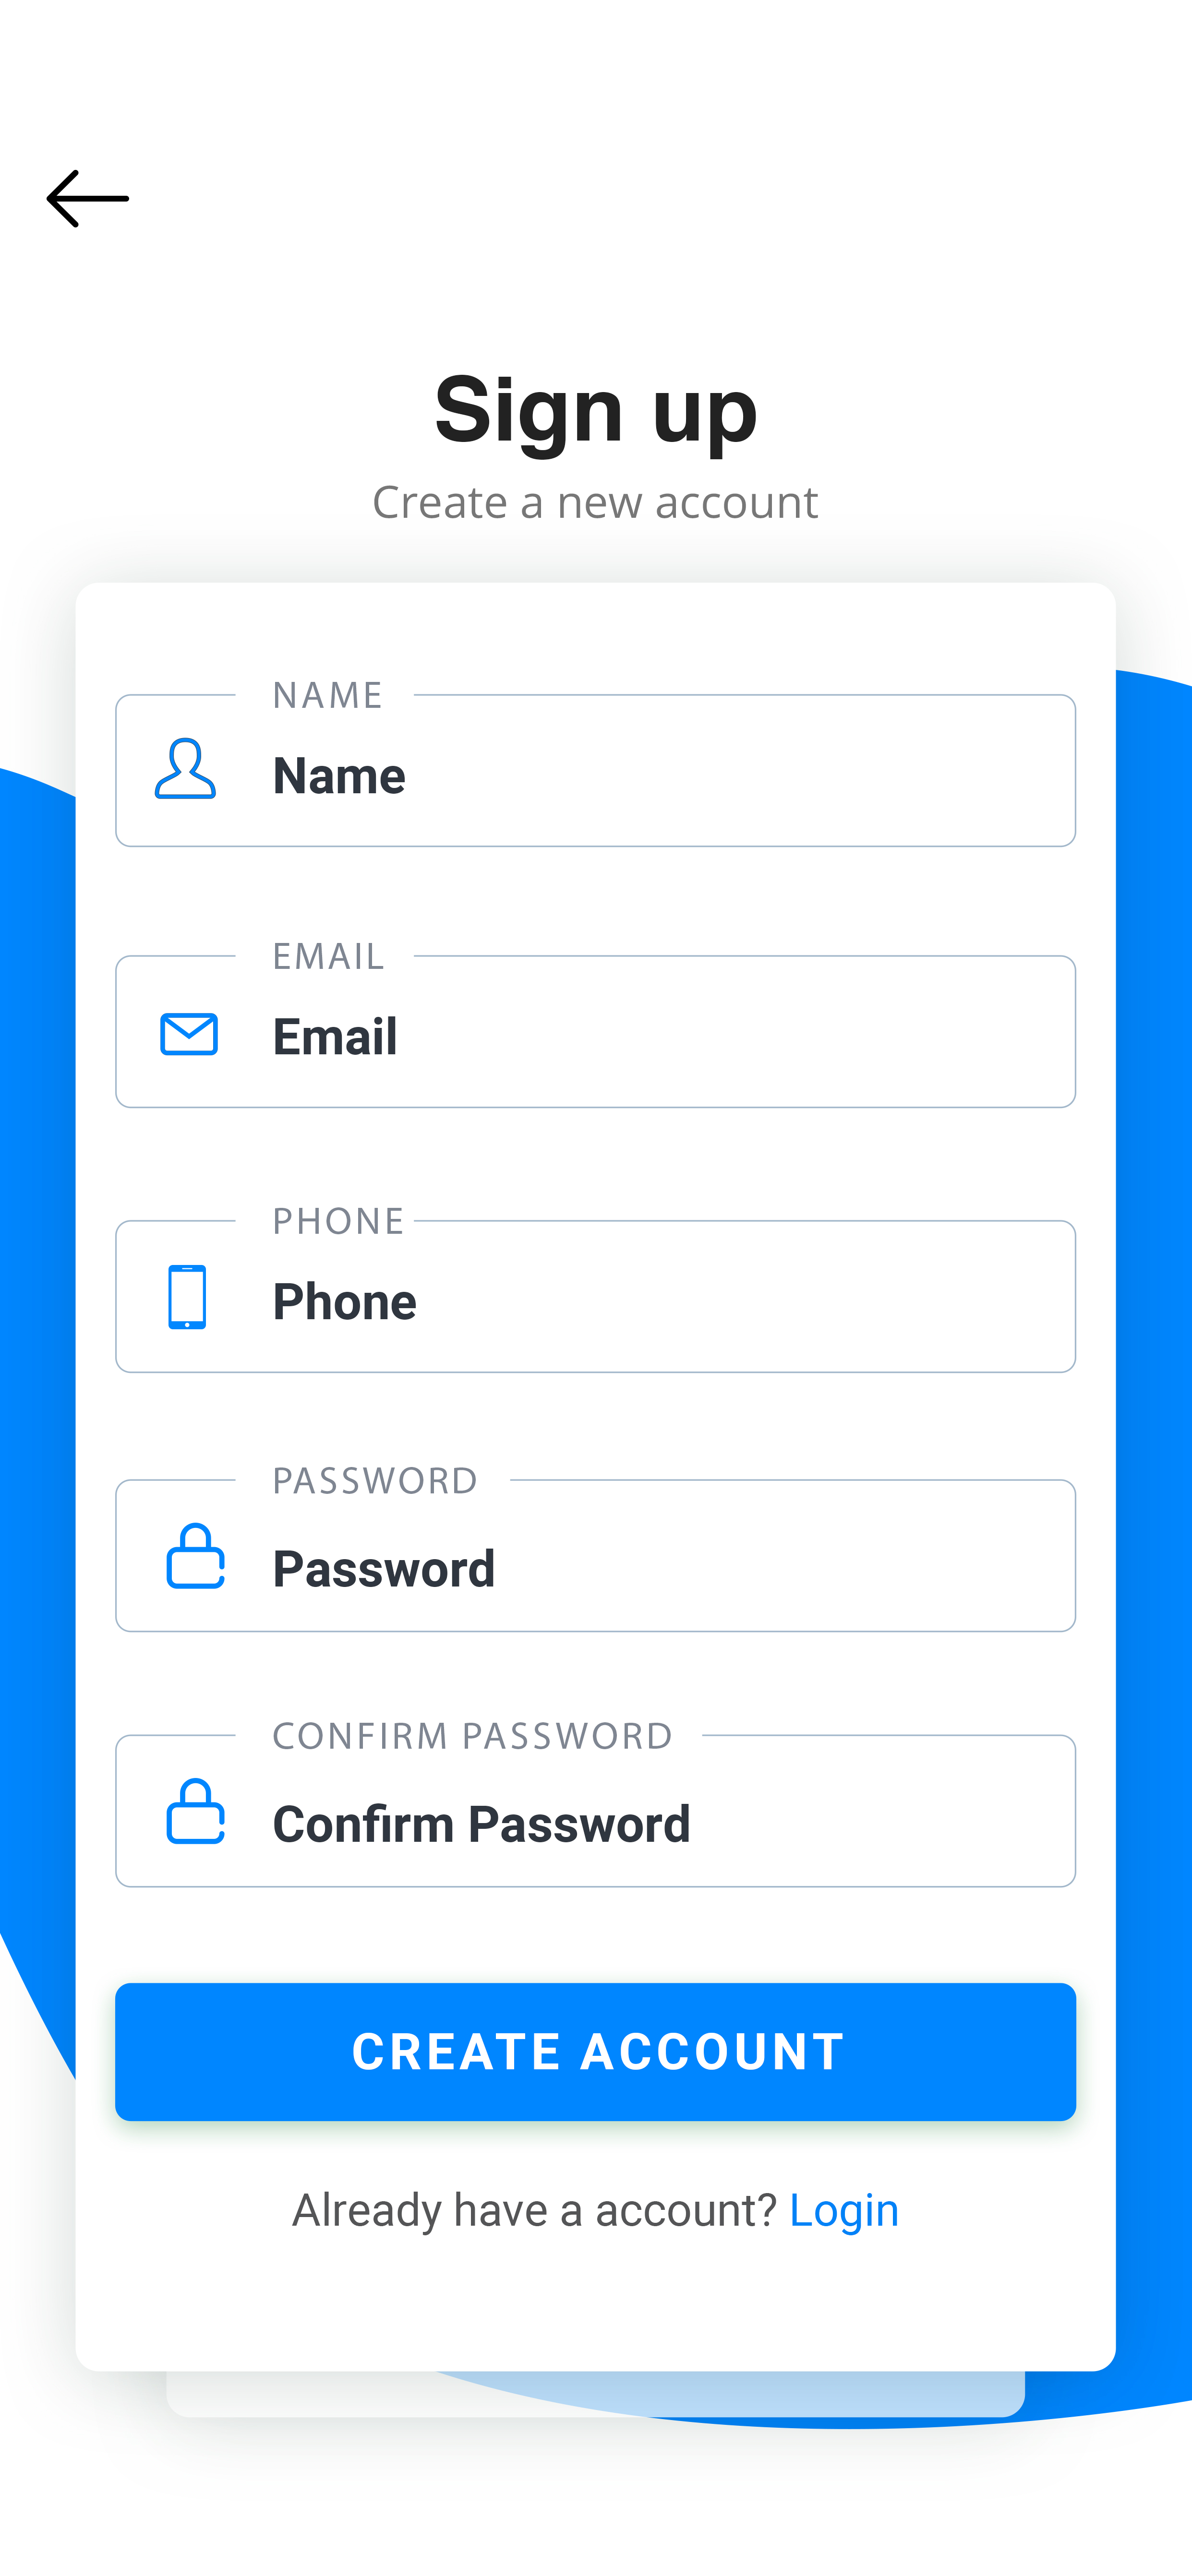 Sign up
Create a new account
NAME
Name
EMAIL
Email
PHONE
Phone
PASSWORD
Password
CONFIRM PASSWORD
Confirm Password
CREATE ACCOUNT
Already have a account? Login